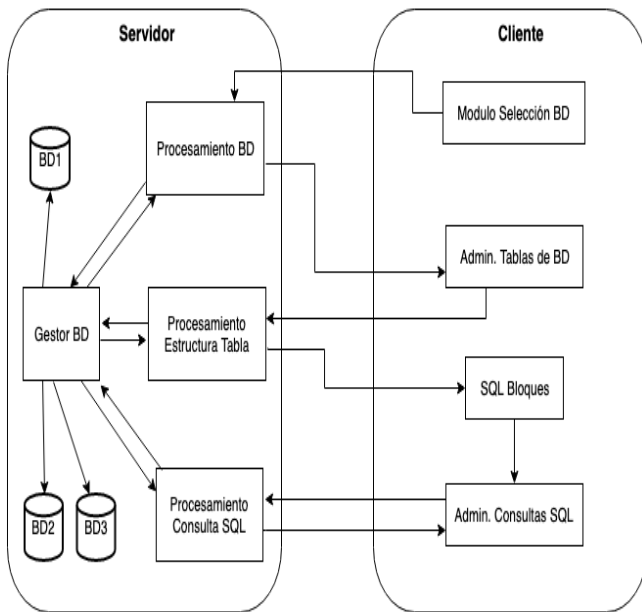 Servidor
Cliente
Modulo Selección BD
Procesamiento BD
BD1
Admin. Tablas de BD
Gestor BD
Procesamiento
Estructura Tabla
SQL Bloques
Procesamiento
Consulta SQL
Admin. Consultas SQL
BD2
BD3